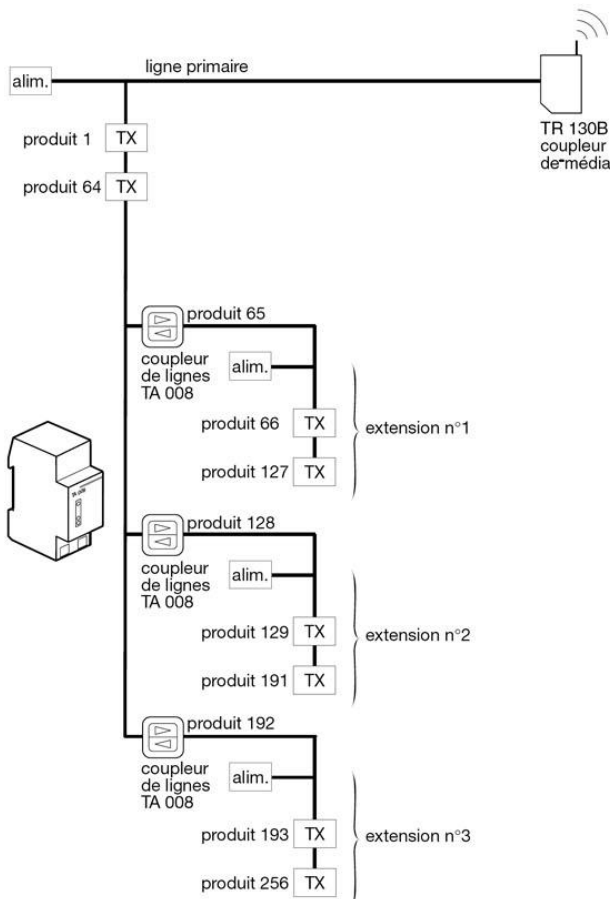 ligne primaire
alim.
TR 130B
coupleur
de média
produit 1 TX
produit 64 TX
produit 65
coupleur
de lignes
TA 008
alim.
produit 66 TX
extension n°1
produit 127 TX
TA 008
produit 128
coupleur
de lignes
TA 008
alim.
produit 129 TX
extension n°2
produit 191 TX
produit 192
coupleur
de lignes
TA 008
alim.
produit 193 TX
extension n°3
produit 256 TX